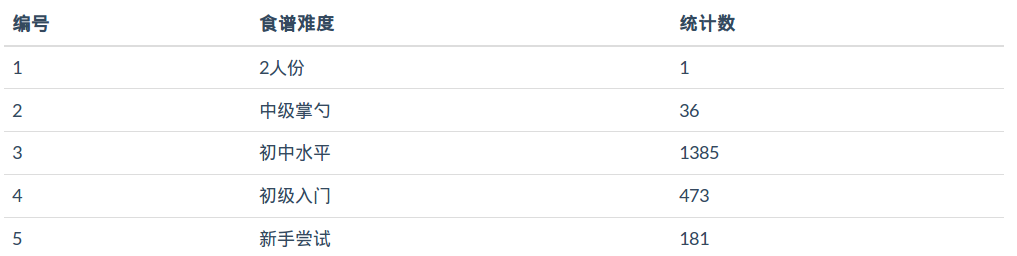 编号 食谱难度 统计数
1 2人份 1
2 中级掌勺 36
3 初中水平 1385
4 初级入门 473
5 新手尝试 181